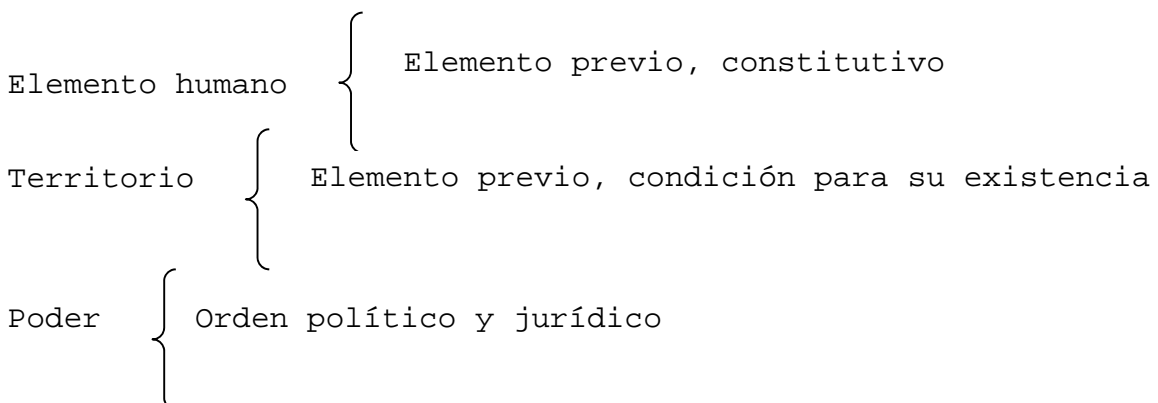 Elemento humano Elemento previo, constitutivo
Territorio Elemento previo, condición para su existencia
Poder Orden político y jurídico